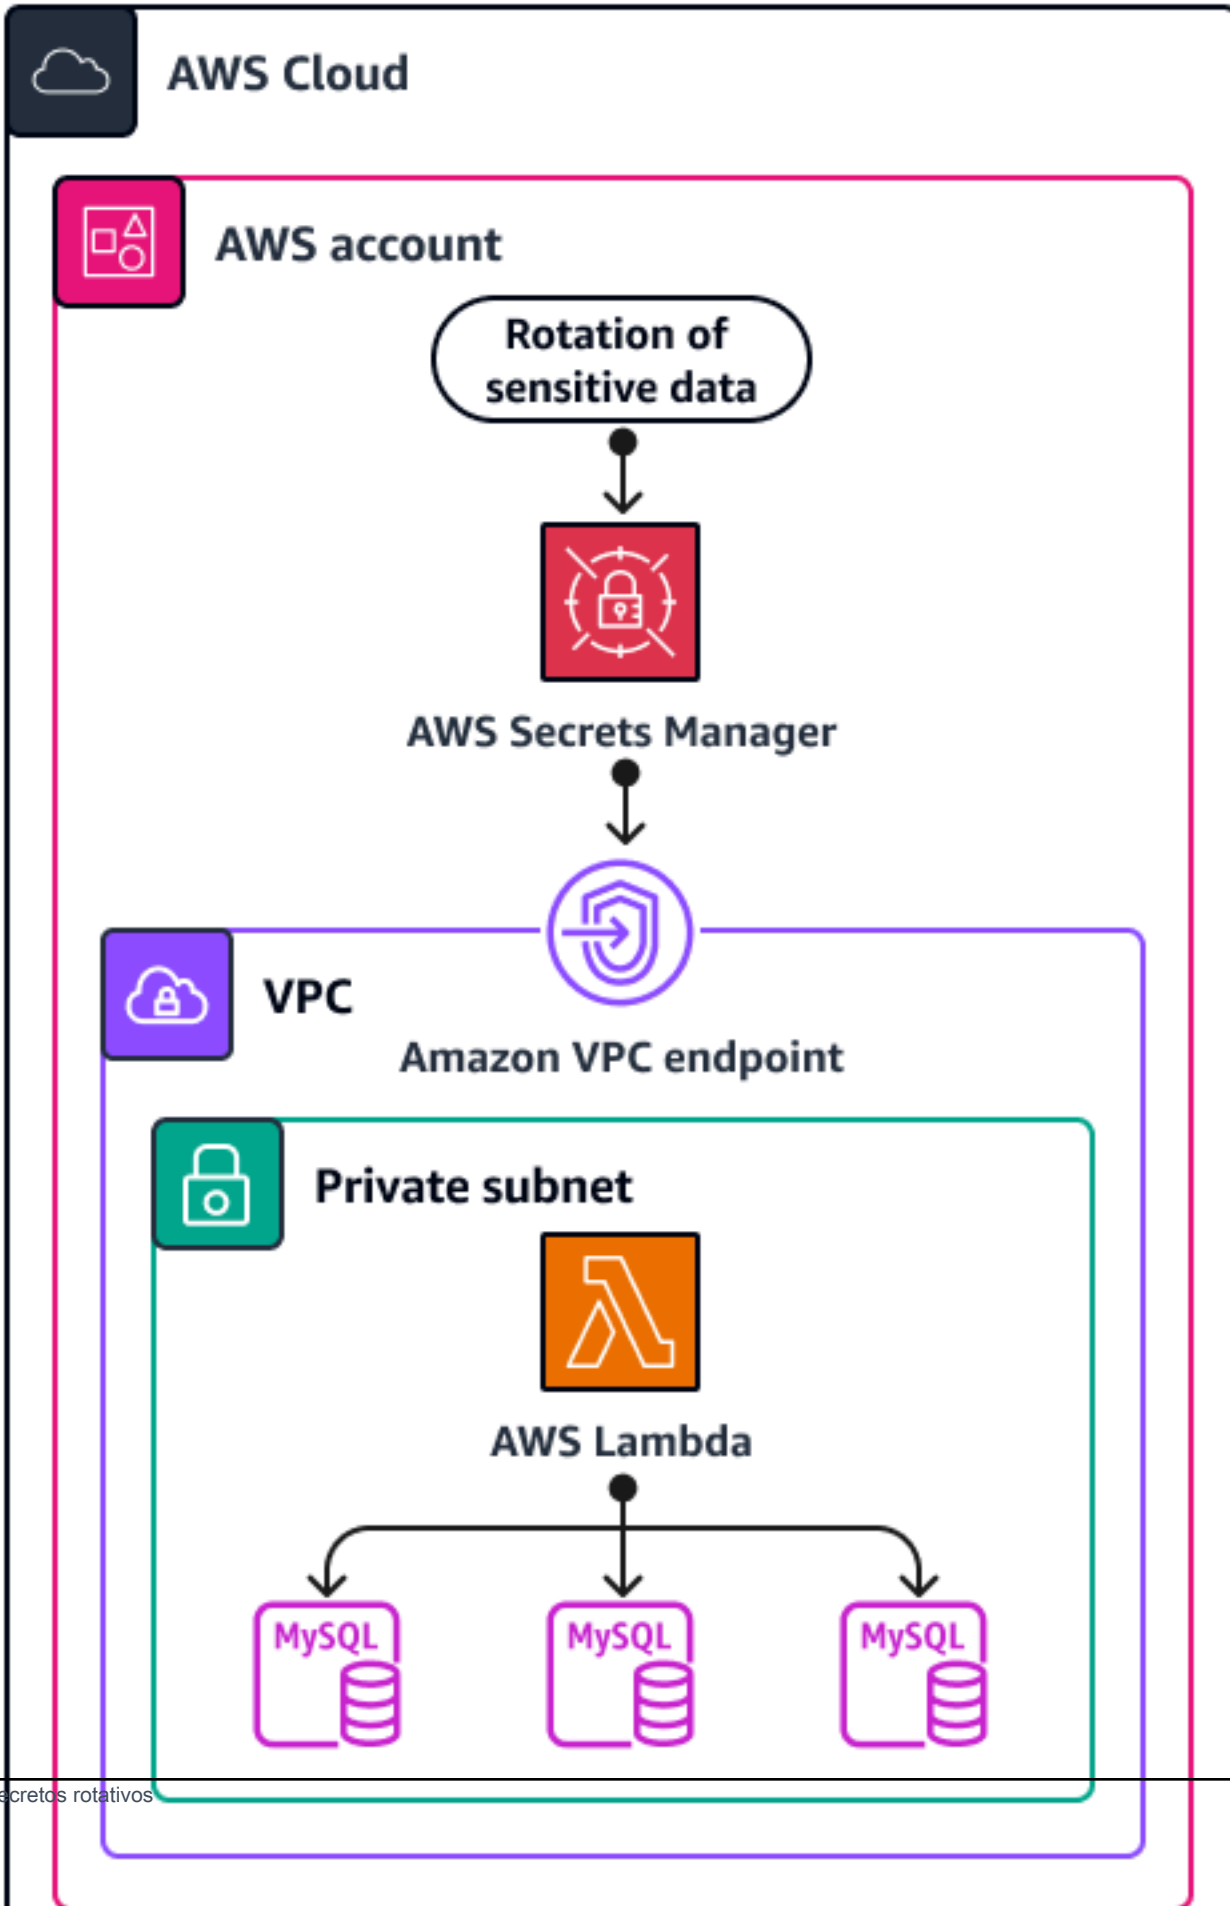 AWS Cloud
AWS account
Rotation of
sensitive data
AWS Secrets Manager
VPC
Amazon VPC endpoint
Private subnet
AWS Lambda
MySQL MySQL MySQL
ecretos rotativos